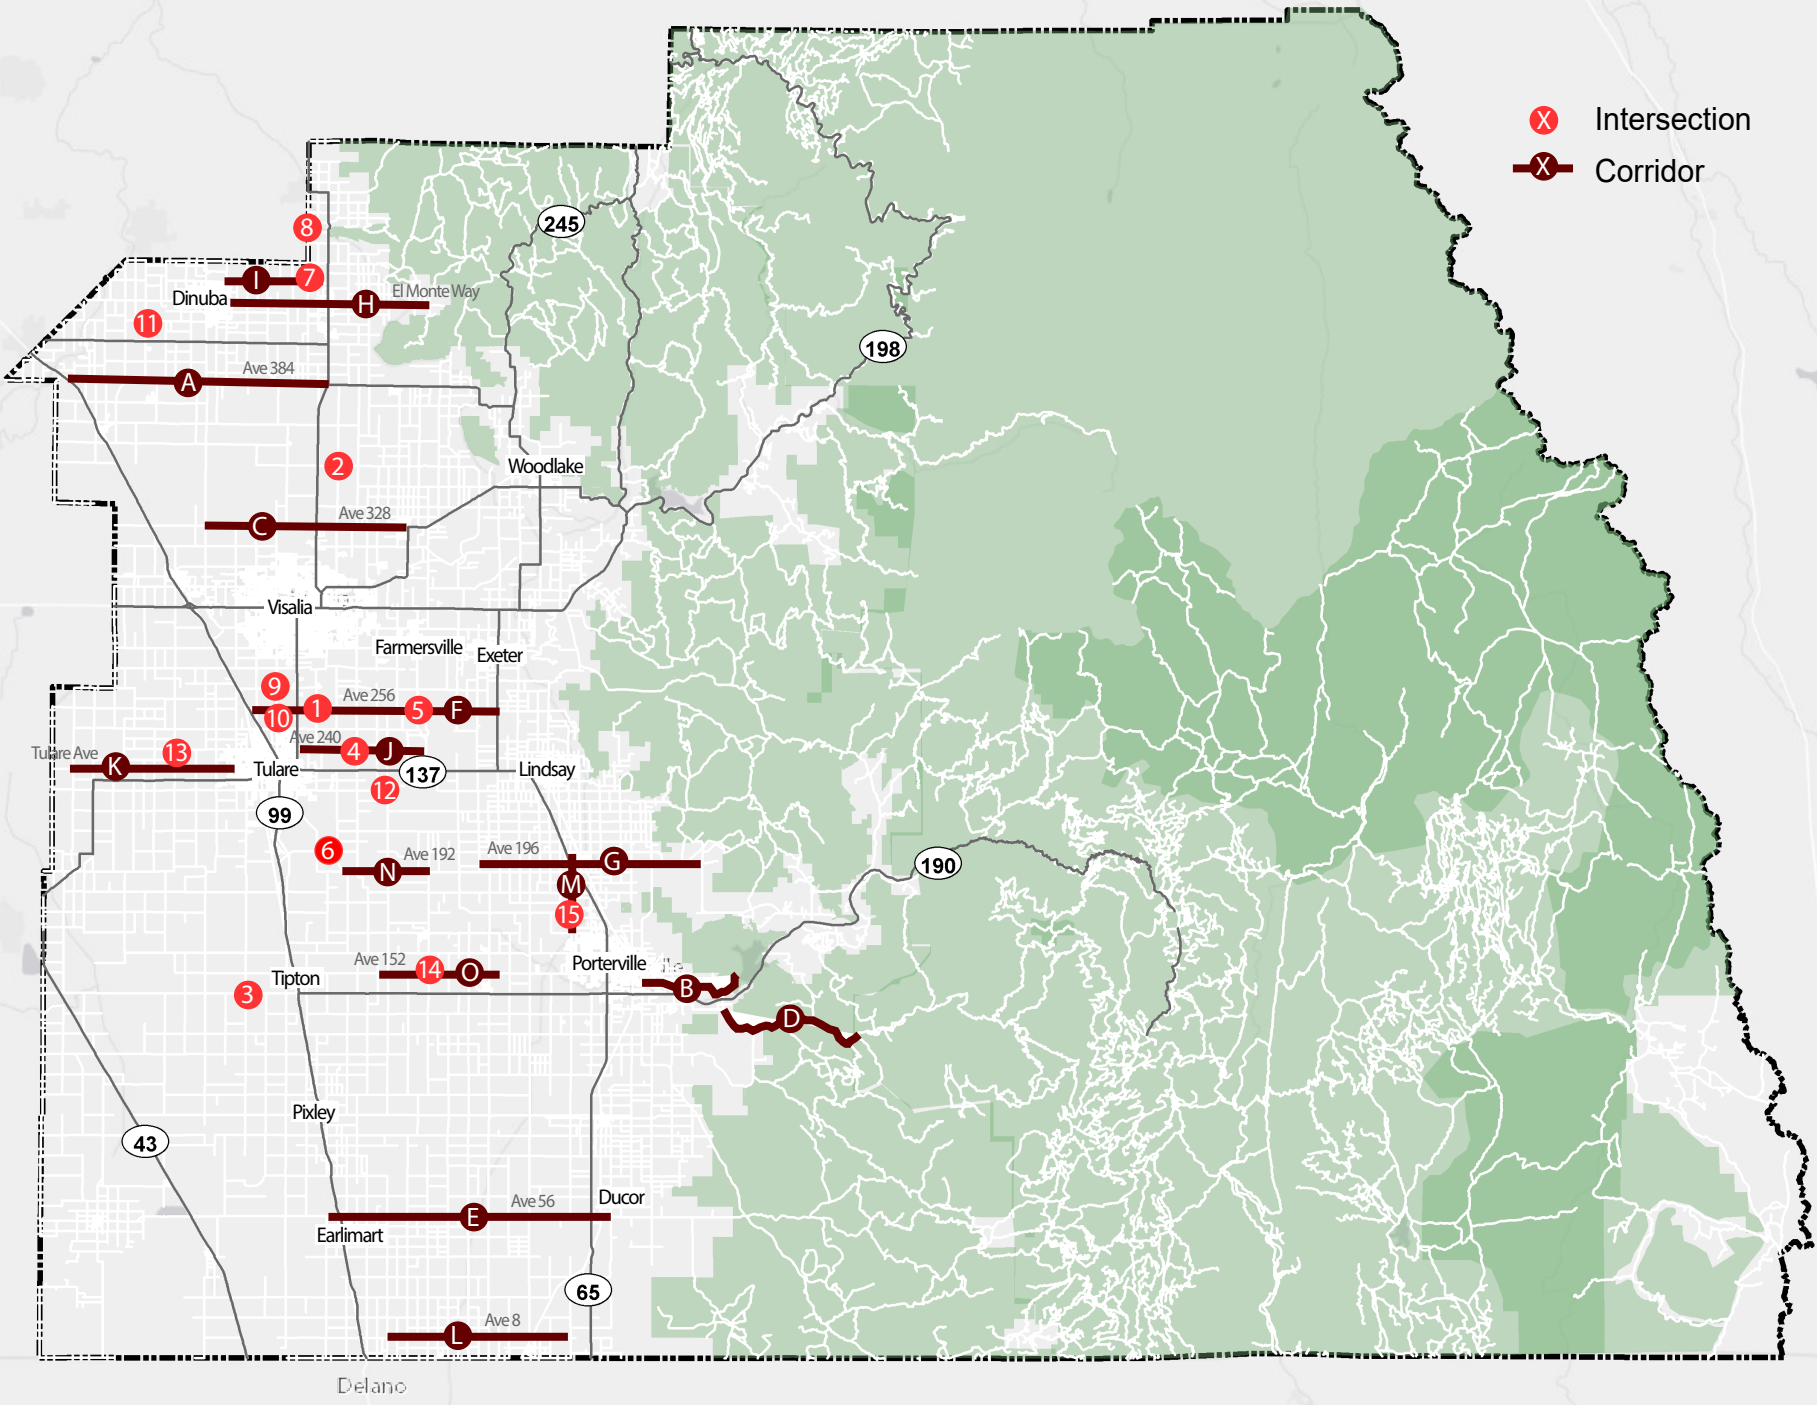 X Intersection
X Corridor
8
245
I
7
Dinuba
H
El Monte Way
11
198
Ave 384
A
2
Woodlake
C
Ave 328
Visalia
Farmersville
Exeter
9
Ave 256
10
1
5
F
Ave 240
4
J
Tulare Ave
13
K
Tulare
137
Lindsay
12
99
6
Ave 192
N
Ave 196
G
M
190
15
Ave 152
14
O
Porterville
Tipton
3
B
D
Pixley
43
Ave 56
Ducor
E
Earlimart
65
Ave 8
L
Delano